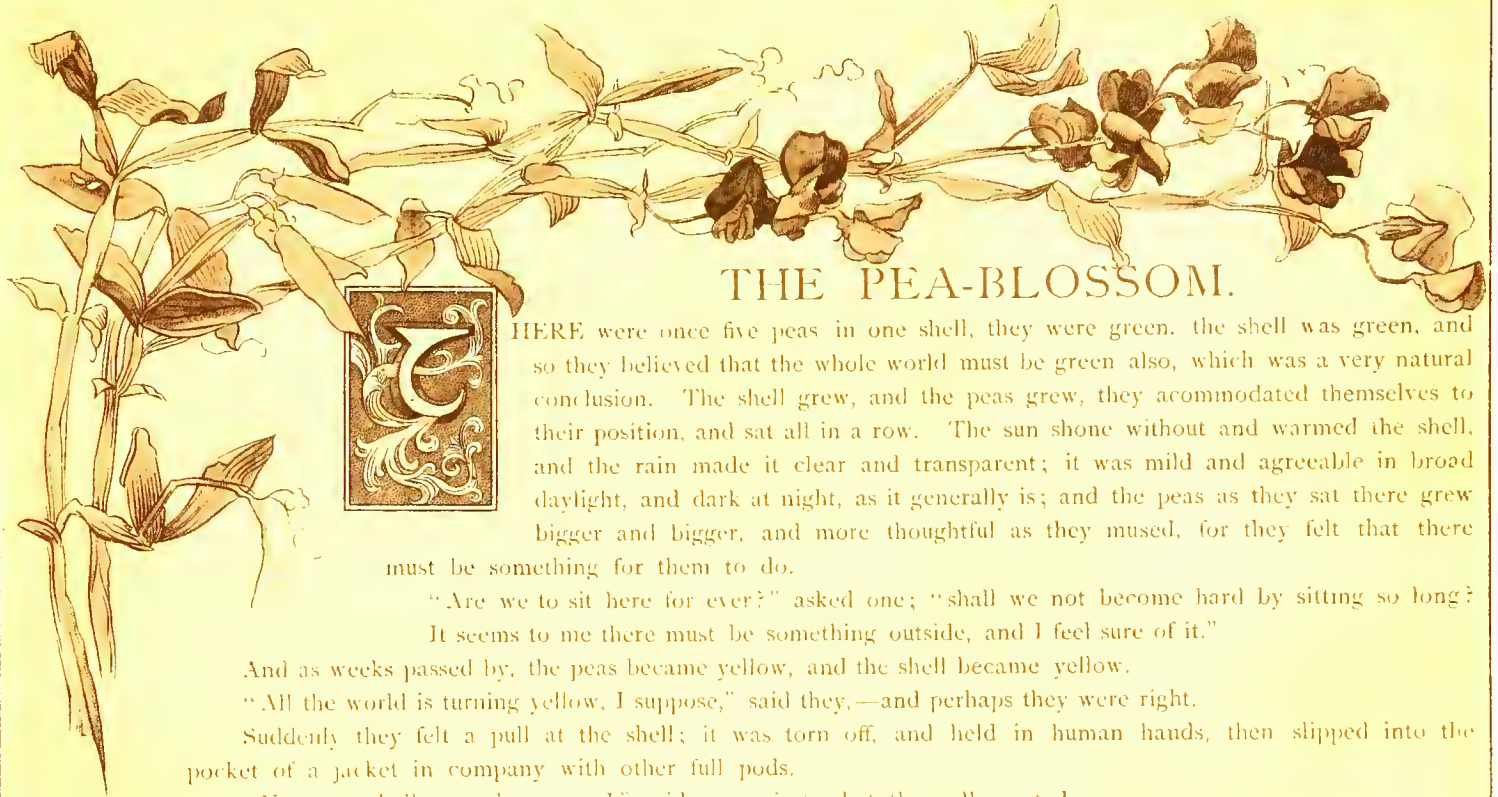 THE PEA-BLOSSOM.
THERE were once five peas in one shell, they were green. the shell was green, and
so they believed that the whole world must be green also, which was a very natural
conclusion. The shell grew, and the peas grew, they acommodated themselves to
their position, and sat all in a row. The sun shone without and warmed the shell,
and the rain made it clear and transparent; it was mild and agreeable in broad
daylight, and dark at night, as it generally is; and the peas as they sat there grew
bigger and bigger, and more thoughtful as they mused, for they felt that there
must be something for them to do.
"Are we to sit here for ever?" asked one; "shall we not become hard by sitting so long?
It seems to me there must be something outside, and I feel sure of it."
And as weeks passed by, the peas became yellow, and the shell became yellow.
"All the world is turning yellow, I suppose," said they,—and perhaps they were right.
Suddenly they felt a pull at the shell; it was torn off, and held in human hands, then slipped into the
pocket of a jacket in company with other full pods.